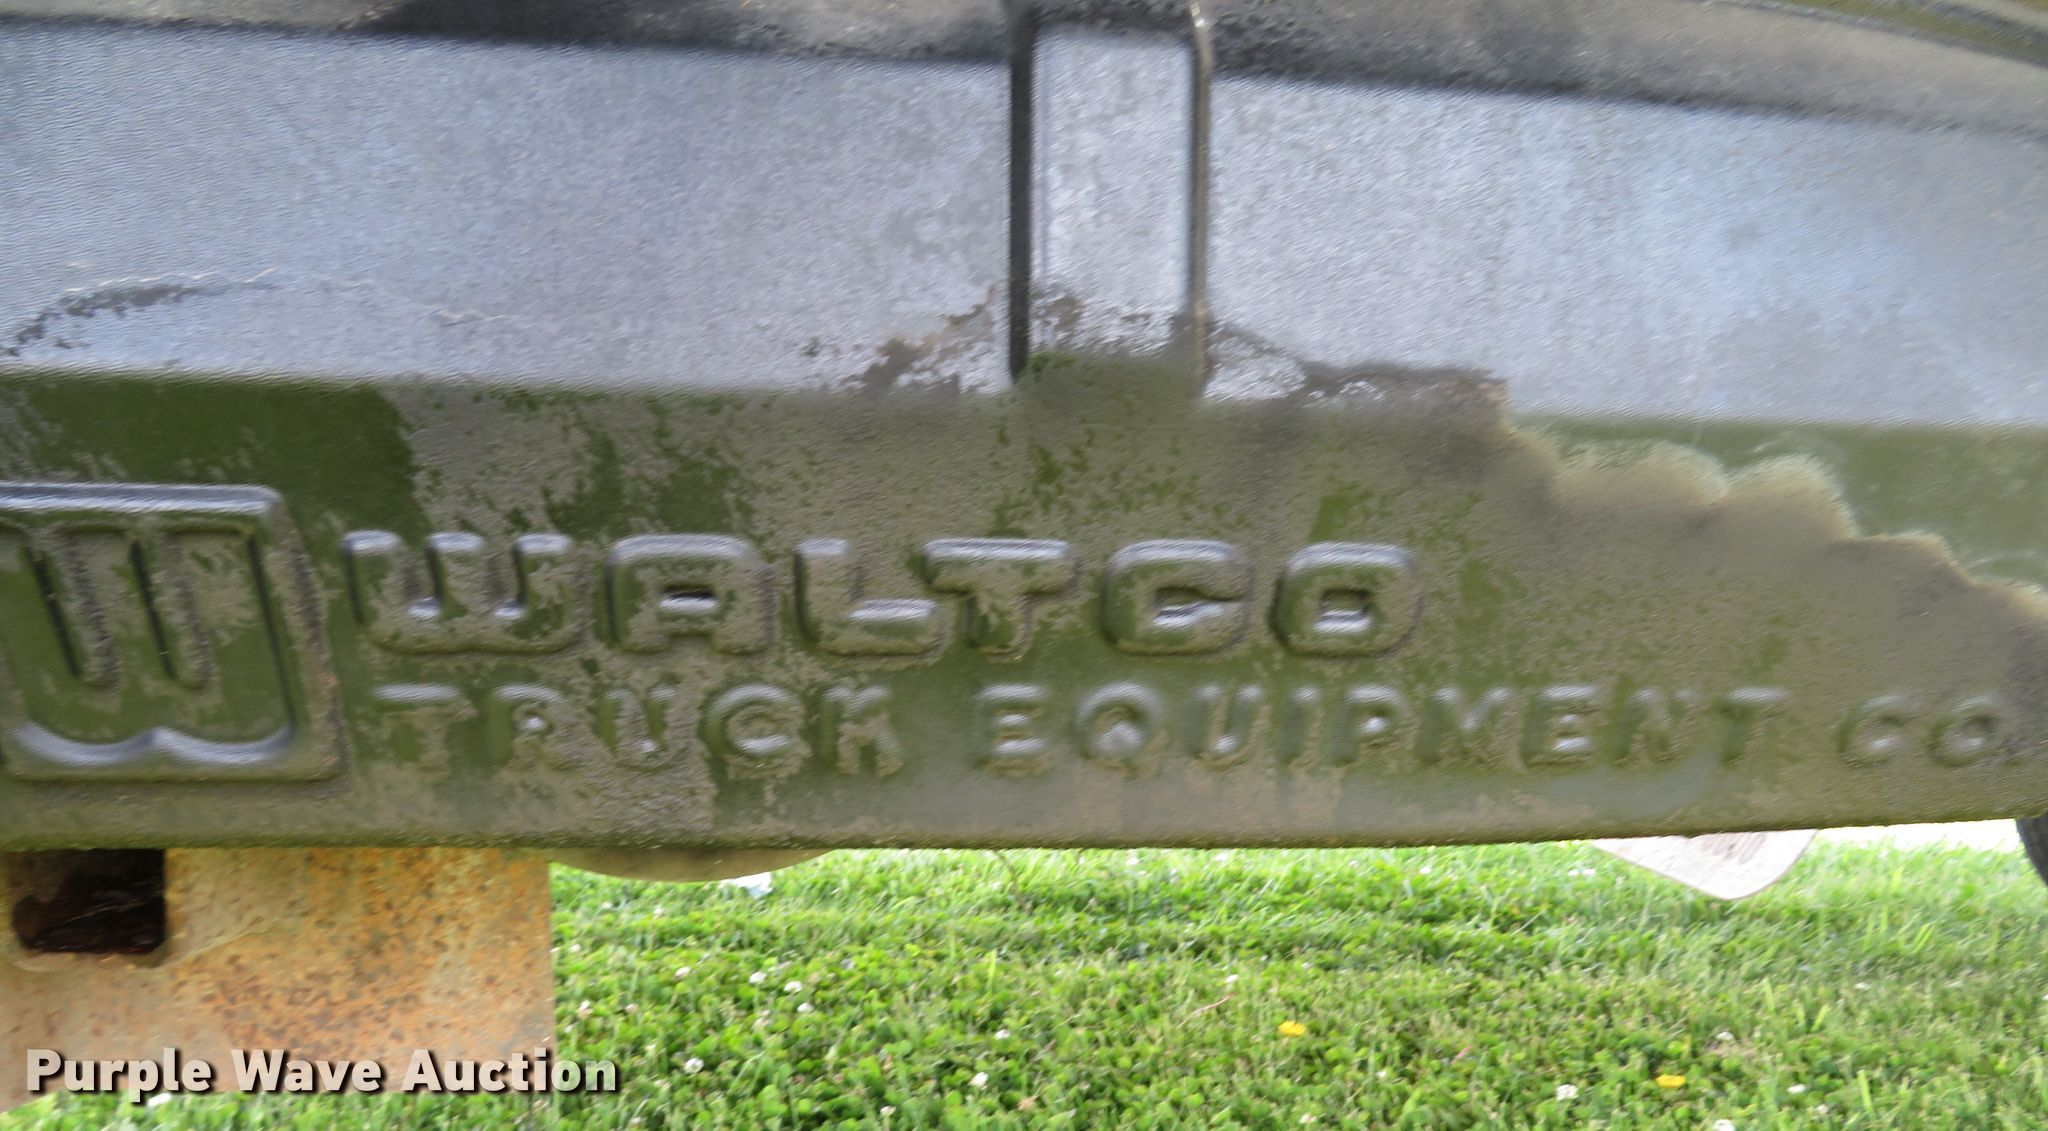 W WALTCO
TRUCK EQUIPMENT CO.
Purple Wave Auction